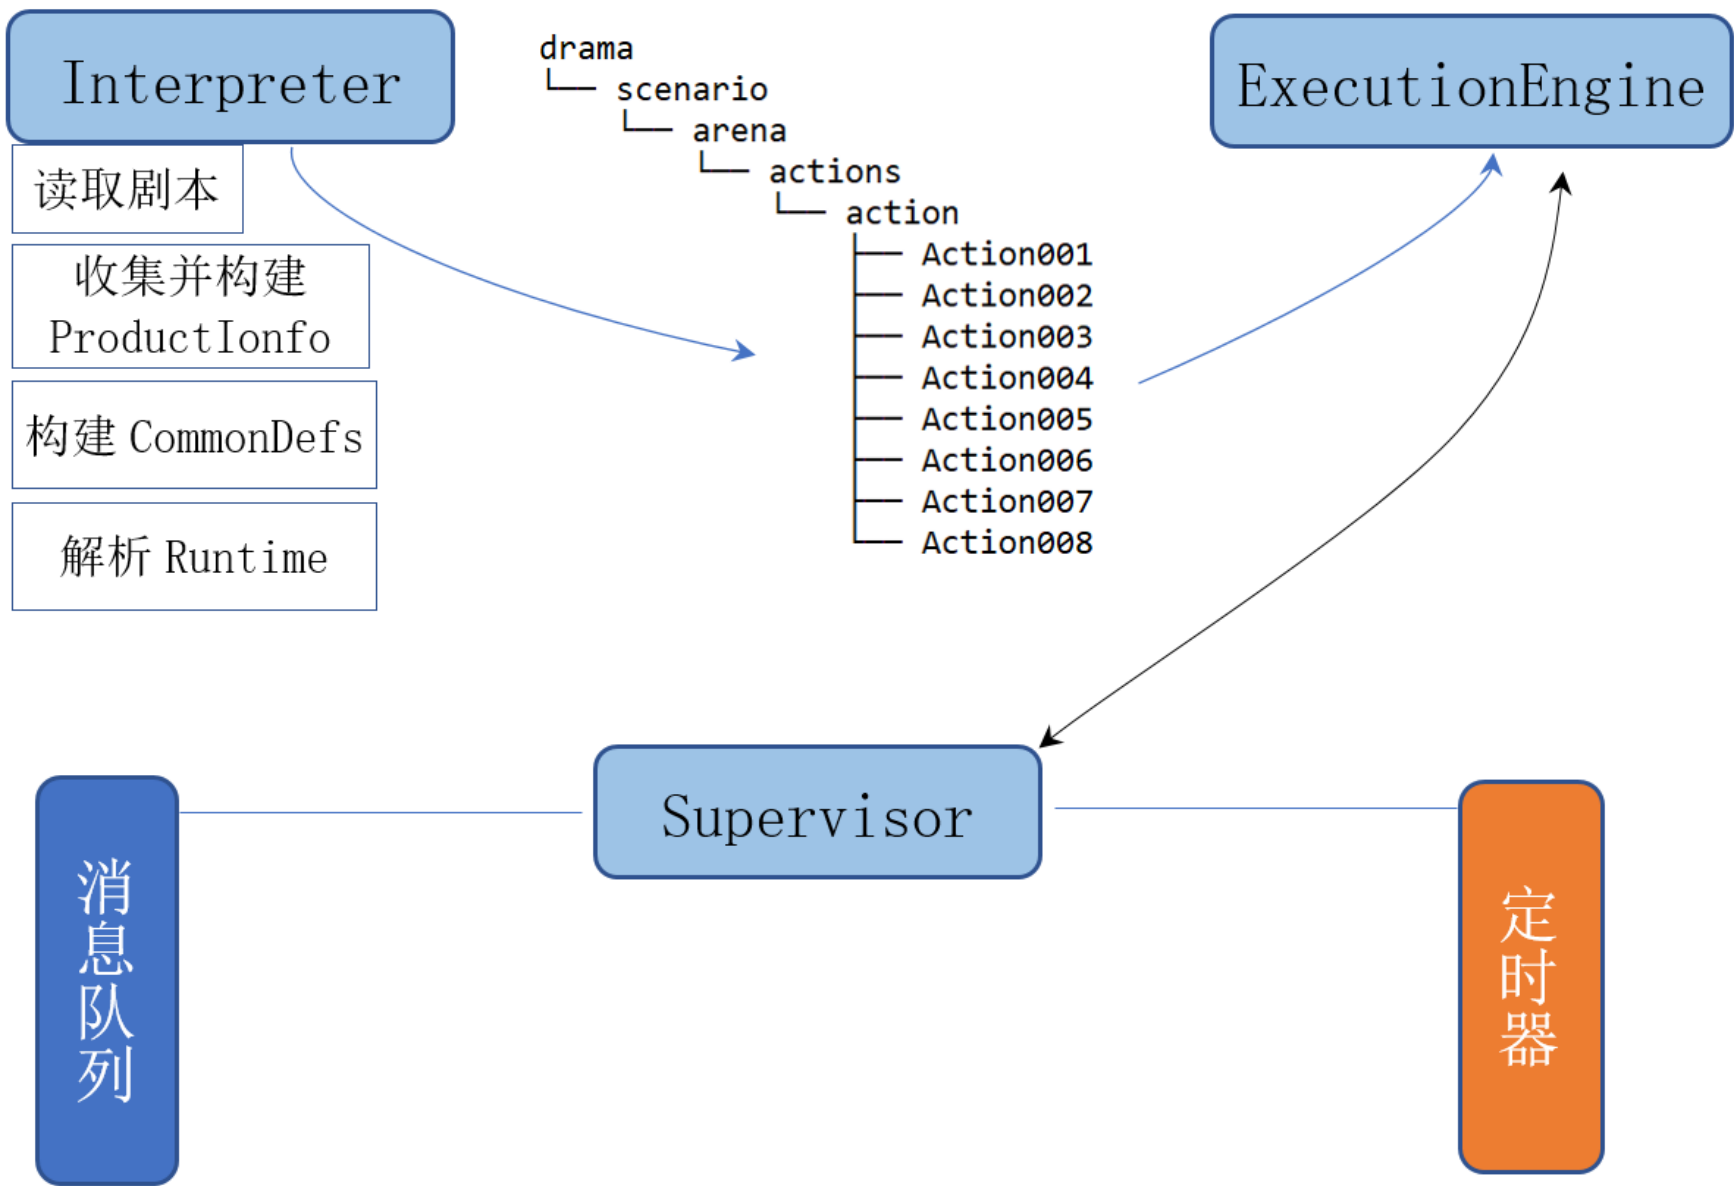 Interpreter
读取剧本
收集并构建
ProductIonfo
构建 CommonDefs
解析 Runtime
drama
└── scenario
└── arena
└── actions
└── action
├── Action001
├── Action002
├── Action003
├── Action004
├── Action005
├── Action006
├── Action007
└── Action008
ExecutionEngine
Supervisor
消息队列
定时器